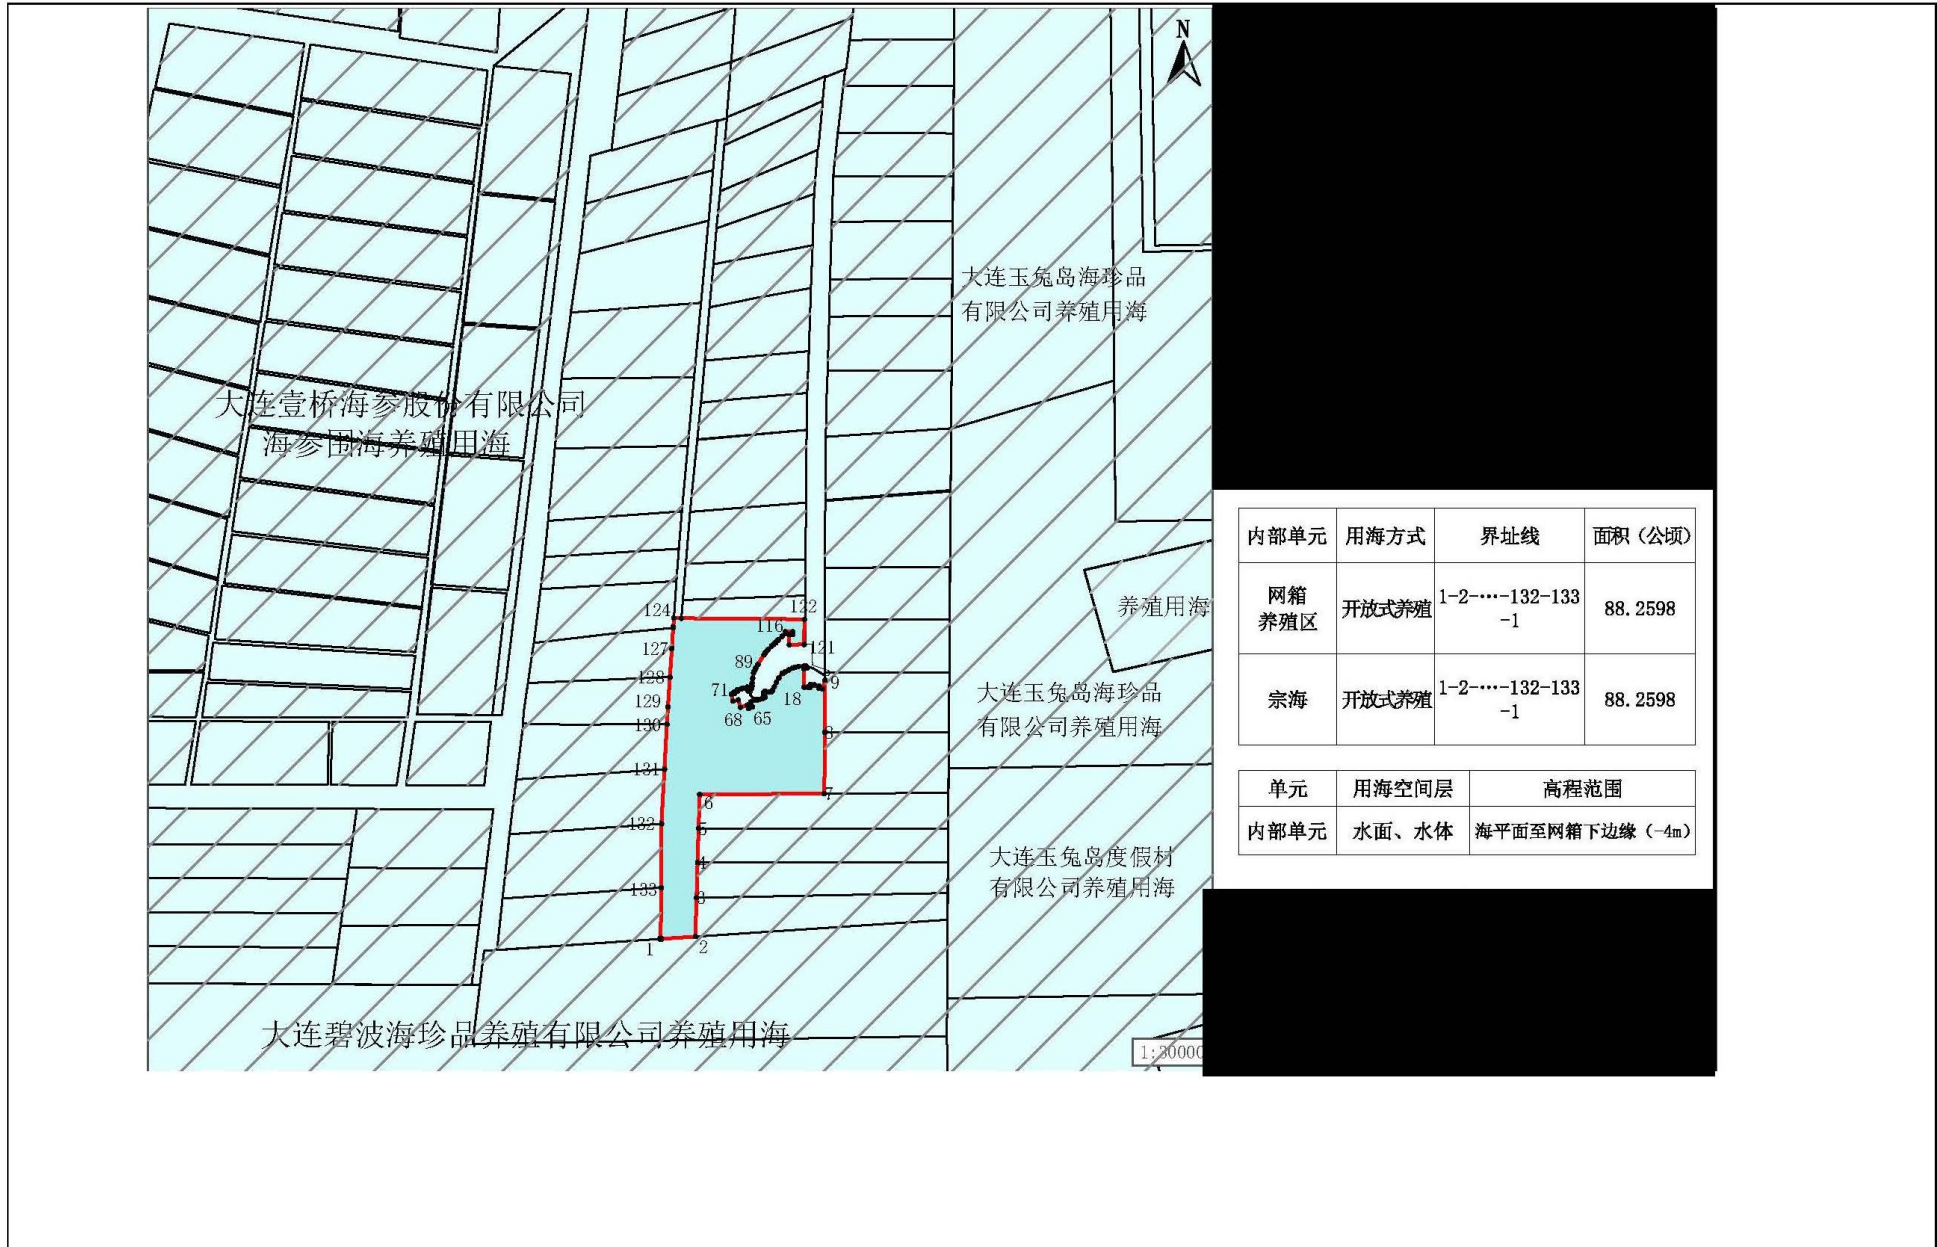 N
大连玉兔岛海珍品
有限公司养殖用海
大连壹桥海参股份有限公司
海参围海养殖用海
养殖用海
124
122
116
121
127
89
128
71
9
18
129
68
65
130
8
131
6
7
132
5
4
133
3
1
2
大连玉兔岛海珍品
有限公司养殖用海
大连玉兔岛度假村
有限公司养殖用海
大连碧波海珍品养殖有限公司养殖用海
1:30000
内部单元 用海方式 界址线 面积（公顷）
网箱
养殖区 开放式养殖 1-2-…-132-133
-1 88.2598
宗海 开放式养殖 1-2-…-132-133
-1 88.2598
单元 用海空间层 高程范围
内部单元 水面、水体 海平面至网箱下边缘（-4m）